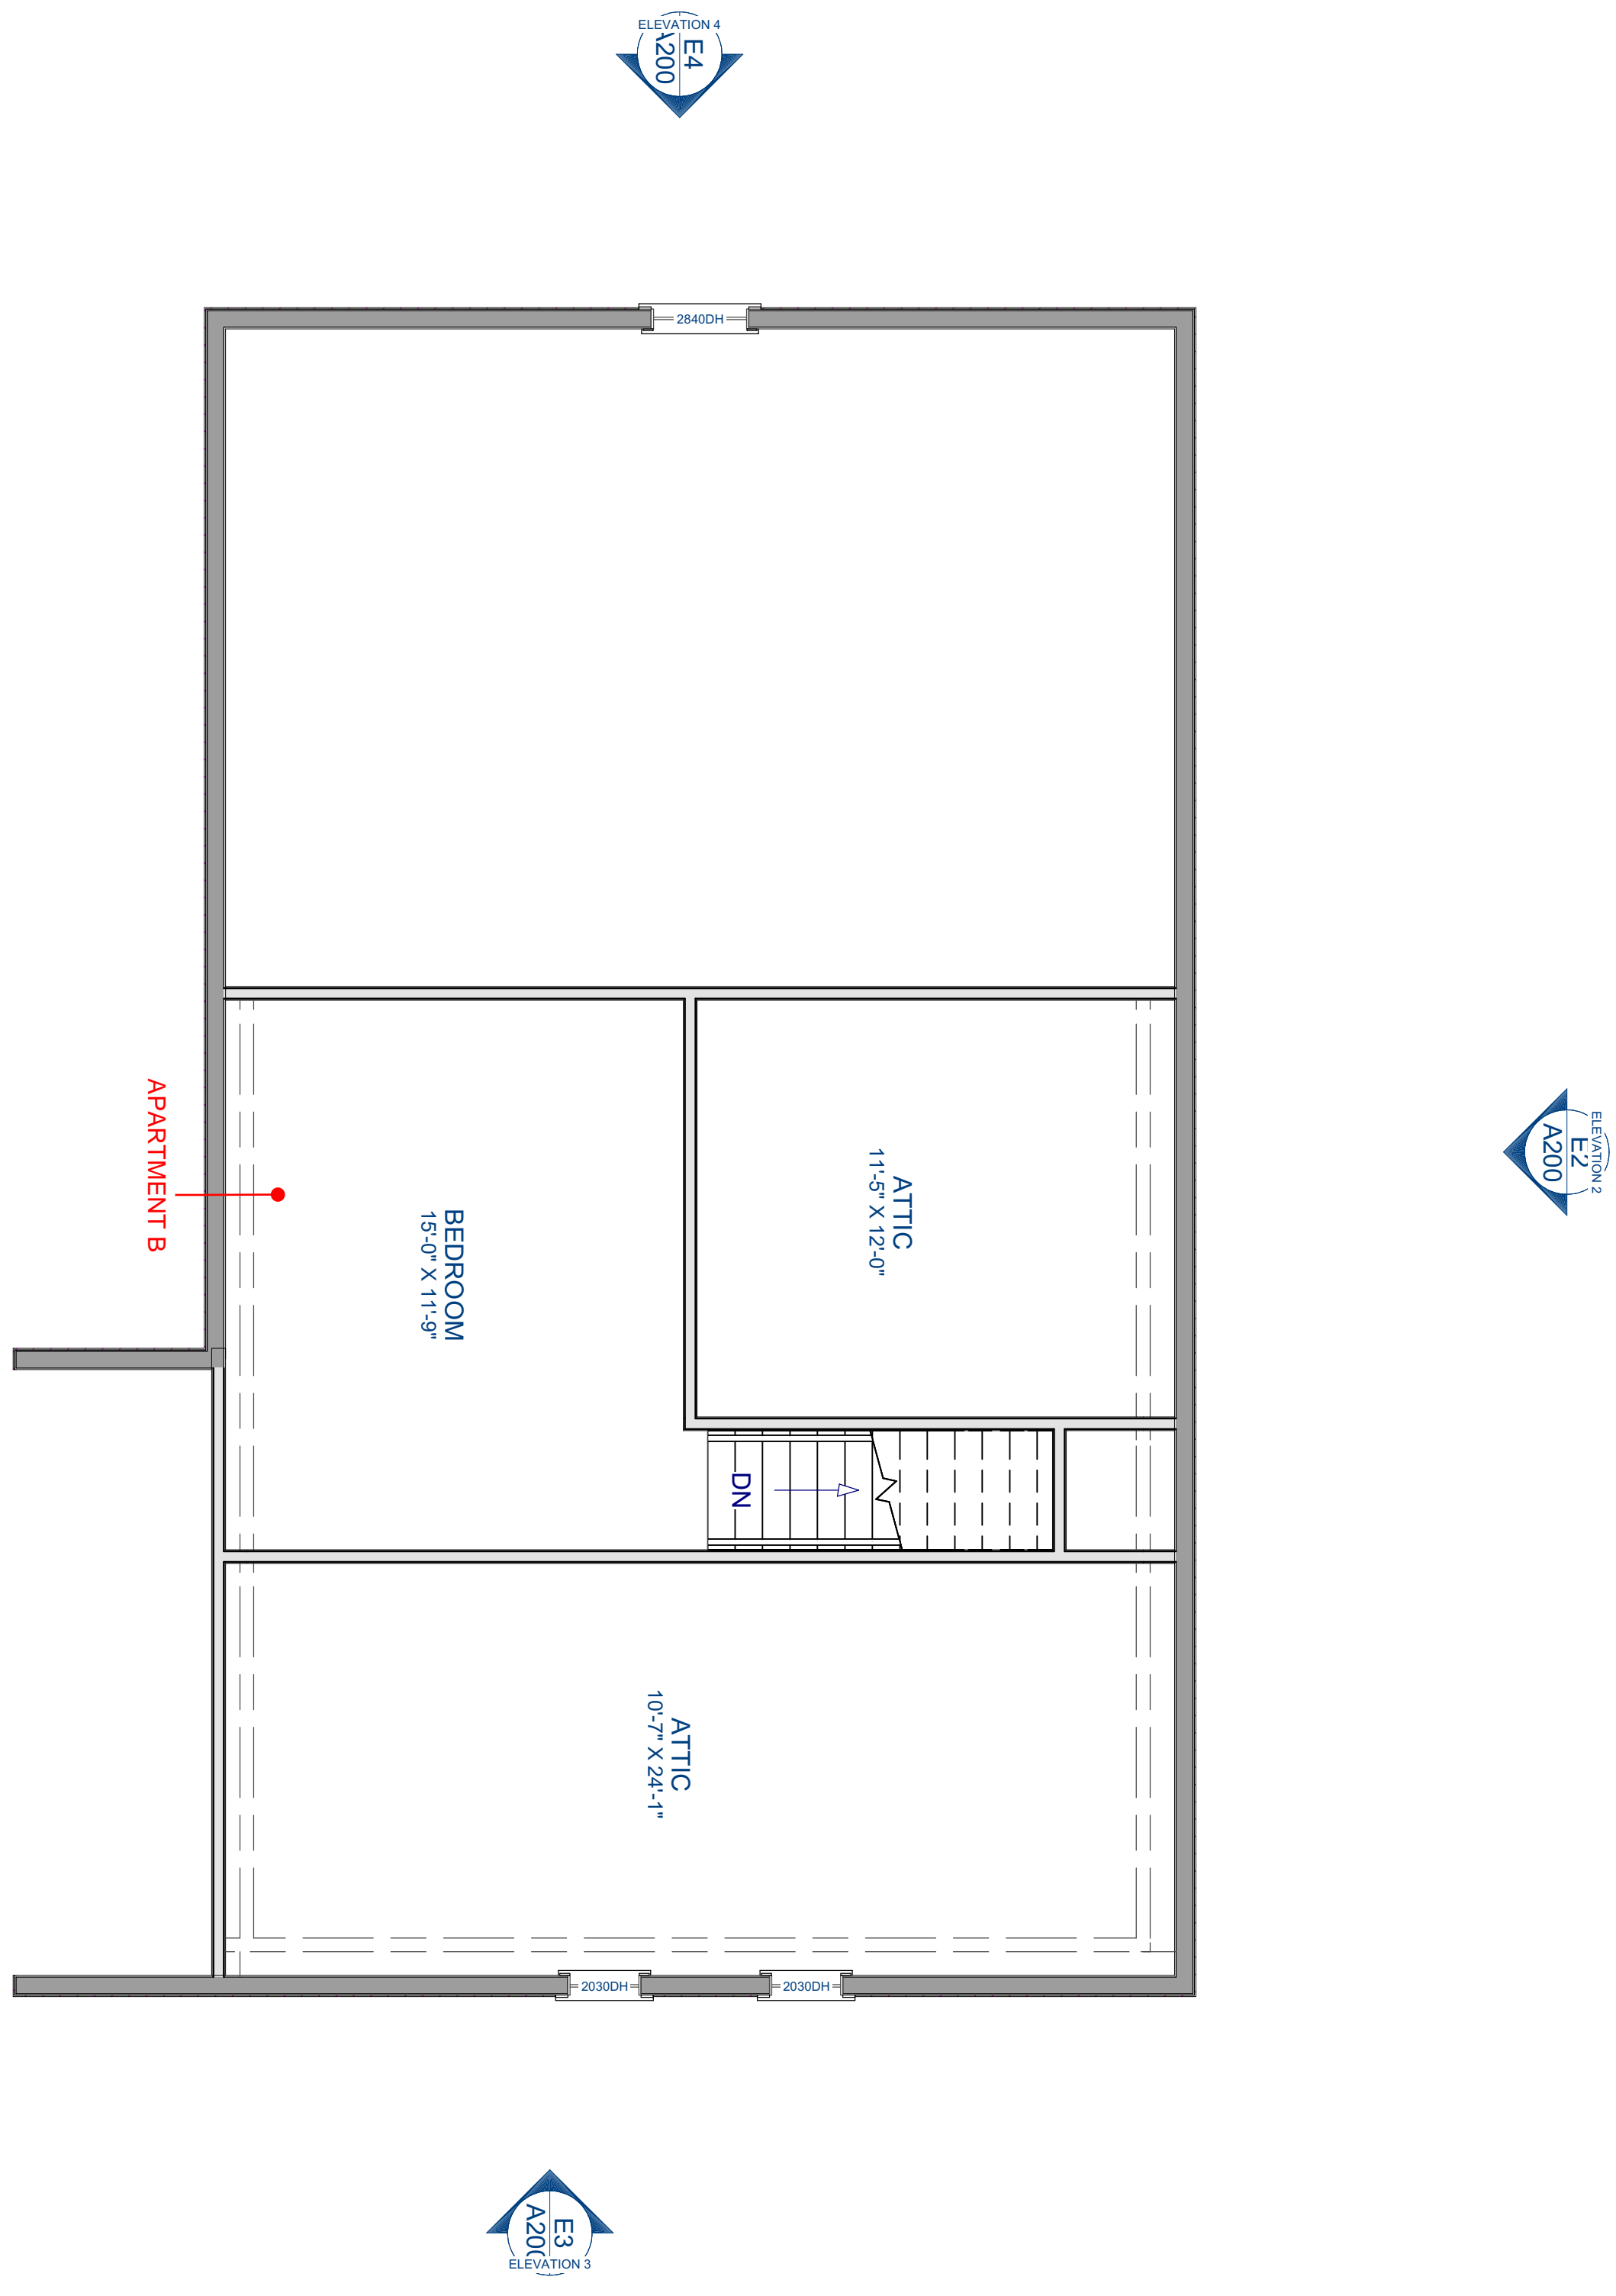 ELEVATION 4
E4
A200
2840DH
ELEVATION 2
E2
A200
APARTMENT B
ATTIC
11'-5" X 12'-0"
BEDROOM
15'-0" X 11'-9"
DN
ATTIC
10'-7" X 24'-1"
2030DH
2030DH
E3
A200
ELEVATION 3